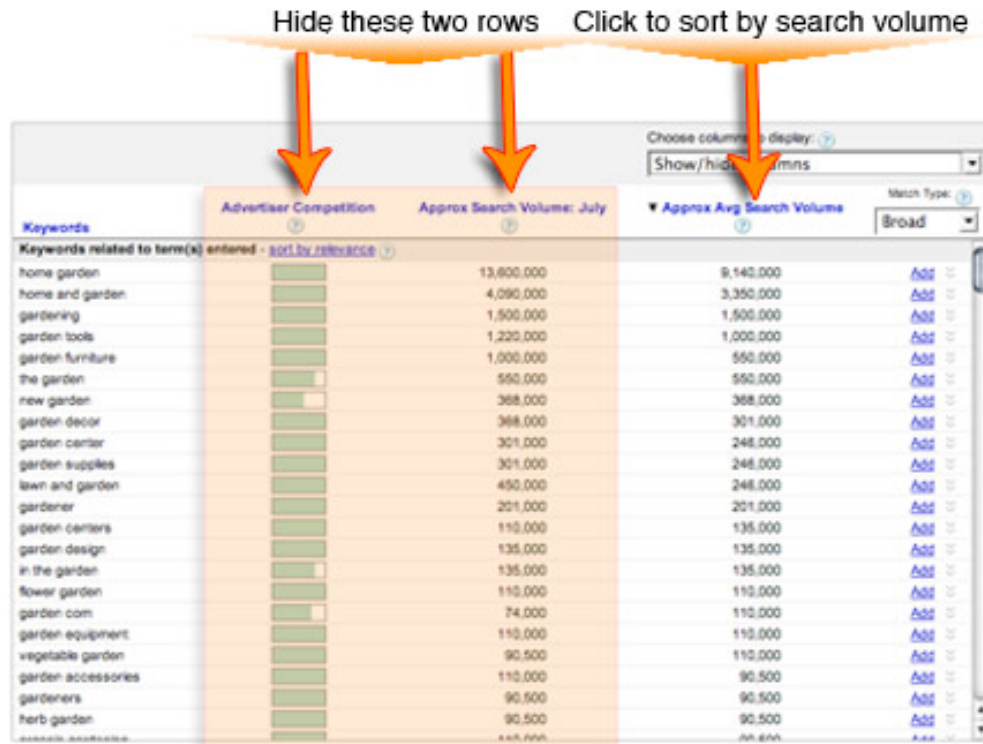 Hide these two rows Click to sort by search volume
Choose columns to display:
Show/hide columns
Match Type:
Keywords Advertiser Competition Approx Search Volume: July Approx Avg Search Volume Broad
Keywords related to term(s) entered - sort by relevance
home garden 13,600,000 9,140,000 Add
home and garden 4,090,000 3,350,000 Add
gardening 1,500,000 1,500,000 Add
garden tools 1,220,000 1,000,000 Add
garden furniture 1,000,000 550,000 Add
the garden 550,000 550,000 Add
new garden 368,000 368,000 Add
garden decor 368,000 301,000 Add
garden center 301,000 246,000 Add
garden supplies 301,000 246,000 Add
lawn and garden 450,000 246,000 Add
gardener 201,000 201,000 Add
garden centers 110,000 135,000 Add
garden design 135,000 135,000 Add
in the garden 135,000 135,000 Add
flower garden 110,000 110,000 Add
garden com 74,000 110,000 Add
garden equipment 110,000 110,000 Add
vegetable garden 90,500 110,000 Add
garden accessories 110,000 90,500 Add
gardeners 90,500 90,500 Add
herb garden 90,500 90,500 Add